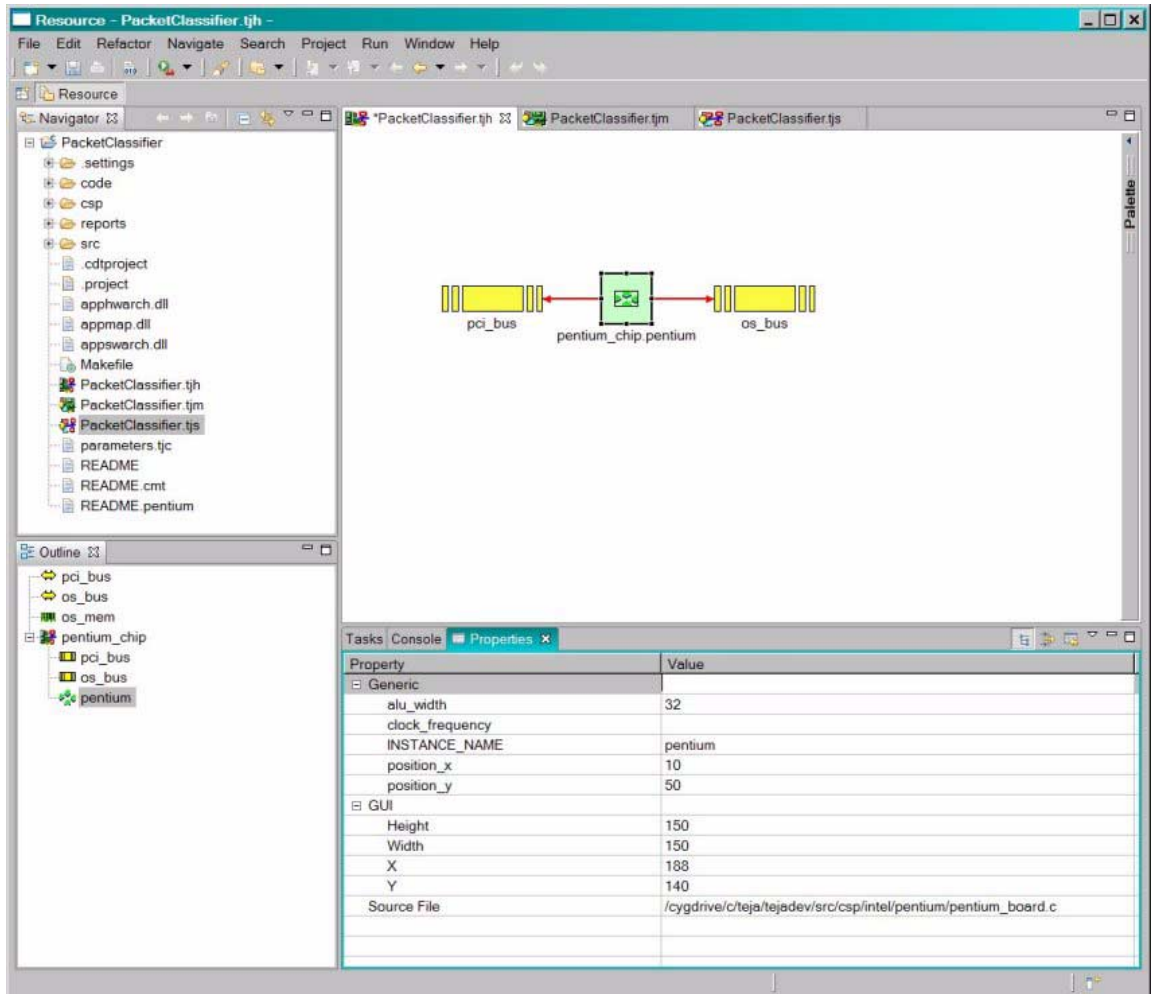 Resource - PacketClassifier.tjh -
File Edit Refactor Navigate Search Project Run Window Help
Resource
Navigator
PacketClassifier
.settings
code
csp
reports
src
.cdtproject
.project
apphwarch.dll
appmap.dll
appswarch.dll
Makefile
PacketClassifier.tjh
PacketClassifier.tjm
PacketClassifier.tjs
parameters.tjc
README
README.cmt
README.pentium
*PacketClassifier.tjh PacketClassifier.tjm PacketClassifier.tjs
Palette
pci_bus
pentium_chip.pentium
os_bus
Outline
pci_bus
os_bus
os_mem
pentium_chip
pci_bus
os_bus
pentium
Tasks Console Properties
Property Value
Generic
alu_width 32
clock_frequency
INSTANCE_NAME pentium
position_x 10
position_y 50
GUI
Height 150
Width 150
X 188
Y 140
Source File /cygdrive/c/teja/tejadev/src/csp/intel/pentium/pentium_board.c